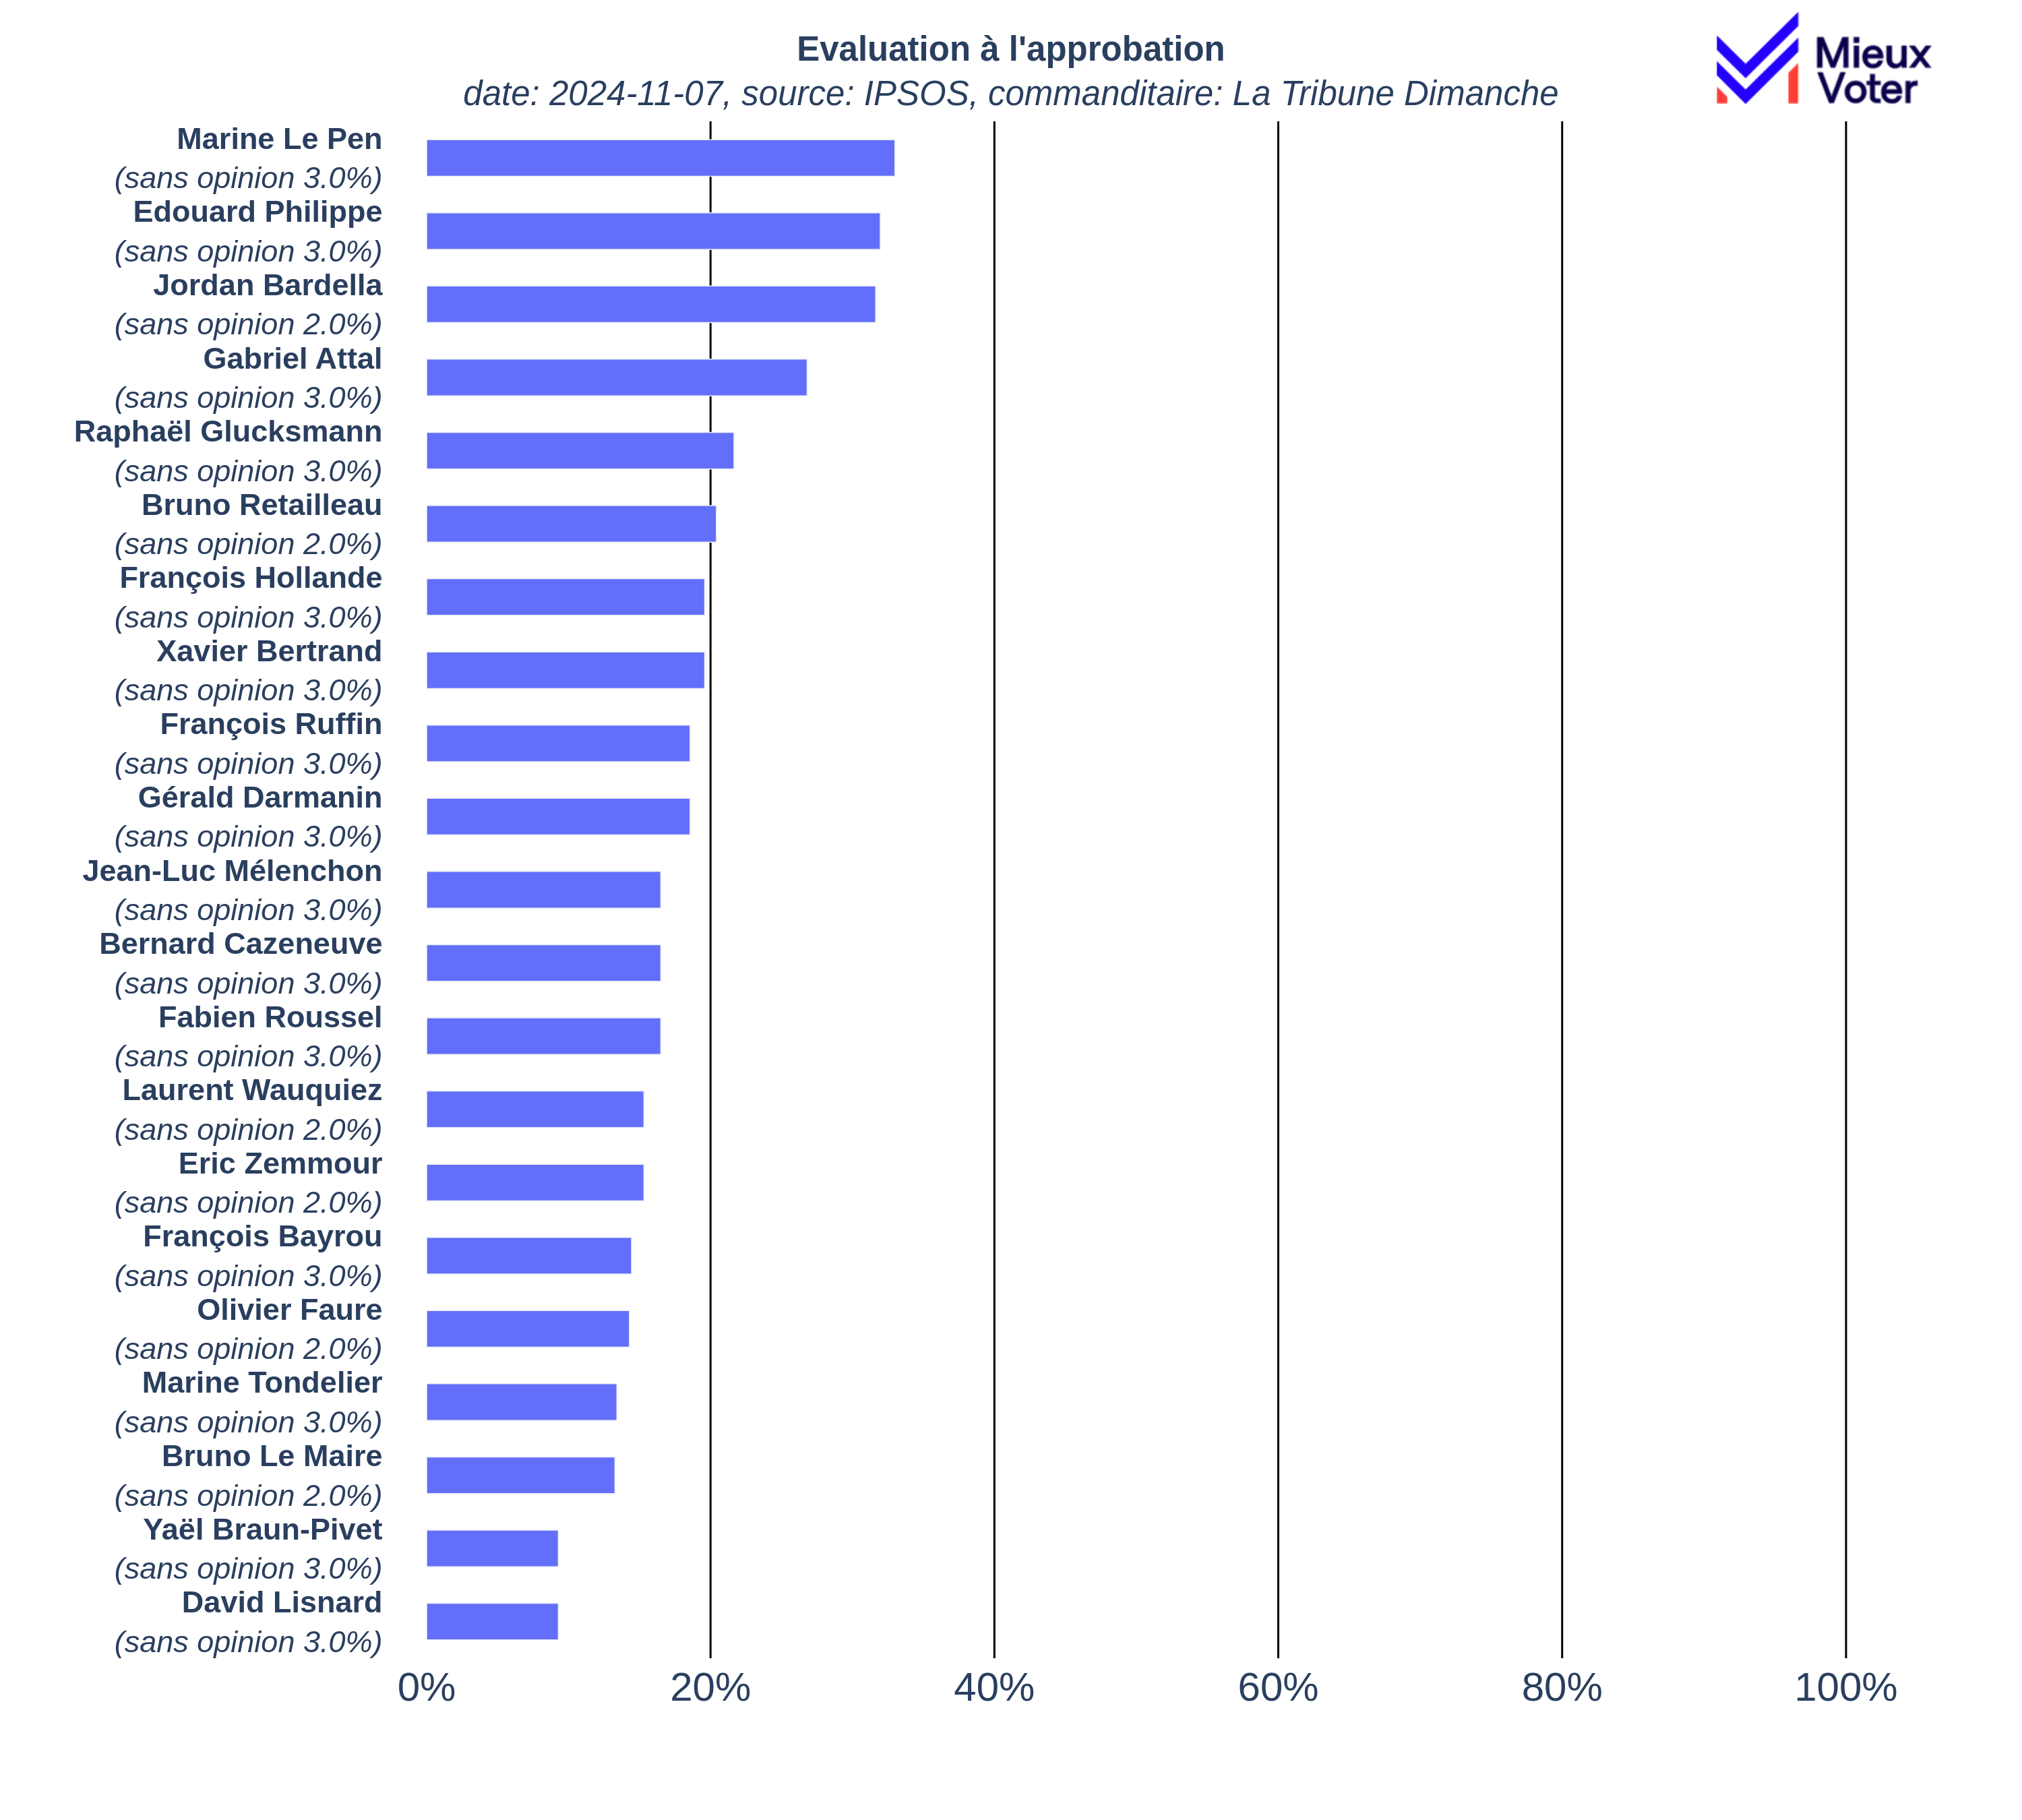 Evaluation à l'approbation
date: 2024-11-07, source: IPSOS, commanditaire: La Tribune Dimanche
Mieux
Voter
Marine Le Pen
(sans opinion 3.0%)
Edouard Philippe
(sans opinion 3.0%)
Jordan Bardella
(sans opinion 2.0%)
Gabriel Attal
(sans opinion 3.0%)
Raphaël Glucksmann
(sans opinion 3.0%)
Bruno Retailleau
(sans opinion 2.0%)
François Hollande
(sans opinion 3.0%)
Xavier Bertrand
(sans opinion 3.0%)
François Ruffin
(sans opinion 3.0%)
Gérald Darmanin
(sans opinion 3.0%)
Jean-Luc Mélenchon
(sans opinion 3.0%)
Bernard Cazeneuve
(sans opinion 3.0%)
Fabien Roussel
(sans opinion 3.0%)
Laurent Wauquiez
(sans opinion 2.0%)
Eric Zemmour
(sans opinion 2.0%)
François Bayrou
(sans opinion 3.0%)
Olivier Faure
(sans opinion 2.0%)
Marine Tondelier
(sans opinion 3.0%)
Bruno Le Maire
(sans opinion 2.0%)
Yaël Braun-Pivet
(sans opinion 3.0%)
David Lisnard
(sans opinion 3.0%)
0% 20% 40% 60% 80% 100%